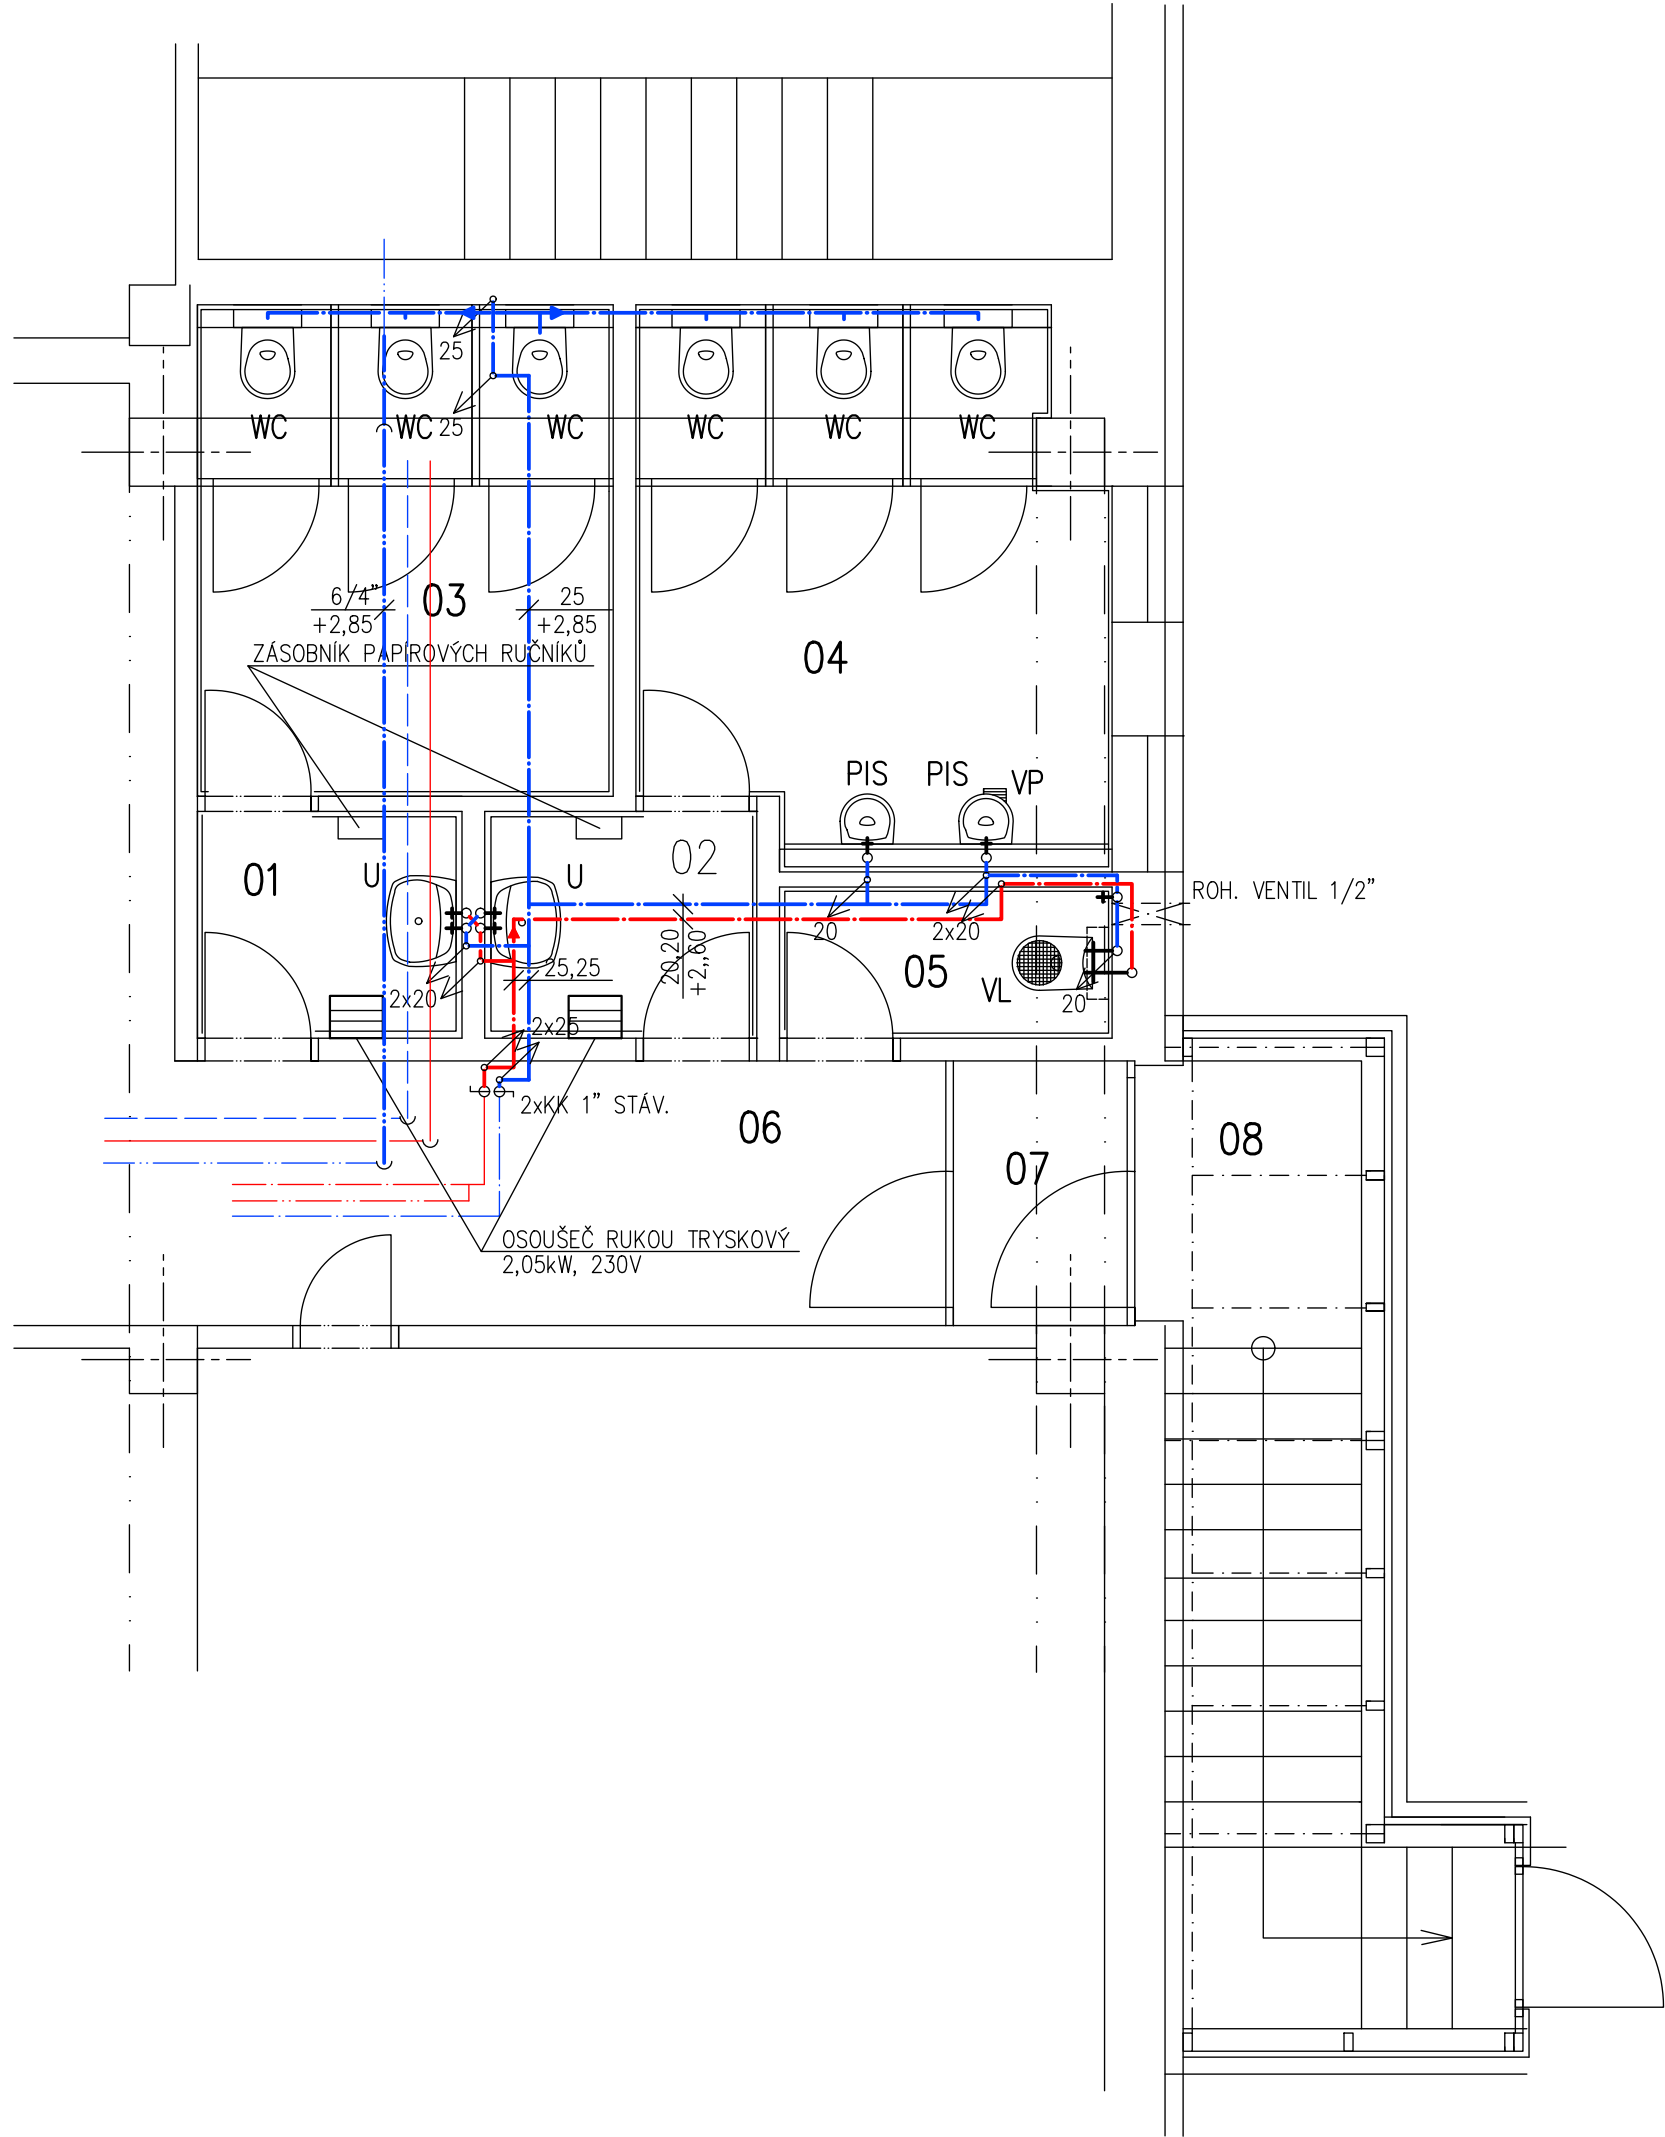 25
25
WC
WC
WC
WC
WC
WC
6/4"
+2,85
03
25
+2,85
ZÁSOBNÍK PAPÍROVÝCH RUČNÍKŮ
04
PIS
PIS
VP
01
U
U
02
ROH. VENTIL 1/2"
20
2x20
20,20
+2,,60
25,25
05
VL
20
2x20
2x25
2xKK 1" STÁV.
06
07
08
OSOUŠEČ RUKOU TRYSKOVÝ
2,05kW, 230V